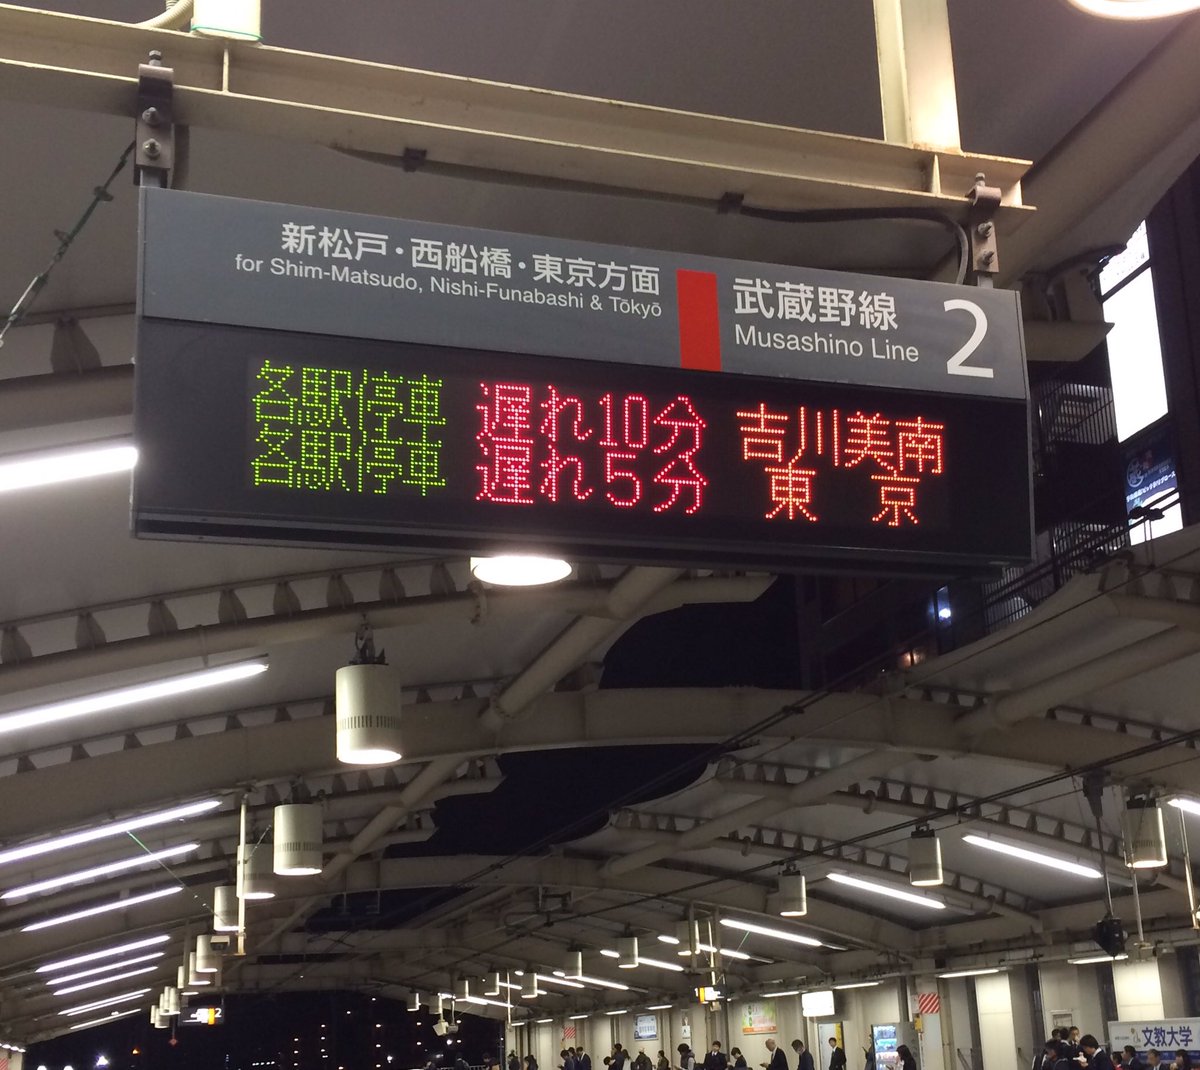 新松戸・西船橋・東京方面
for Shim-Matsudo, Nishi-Funabashi & Tōkyō
武蔵野線
Musashino Line
2
各駅停車 遅れ10分 吉川美南
各駅停車 遅れ5分 東京
2
文教大学